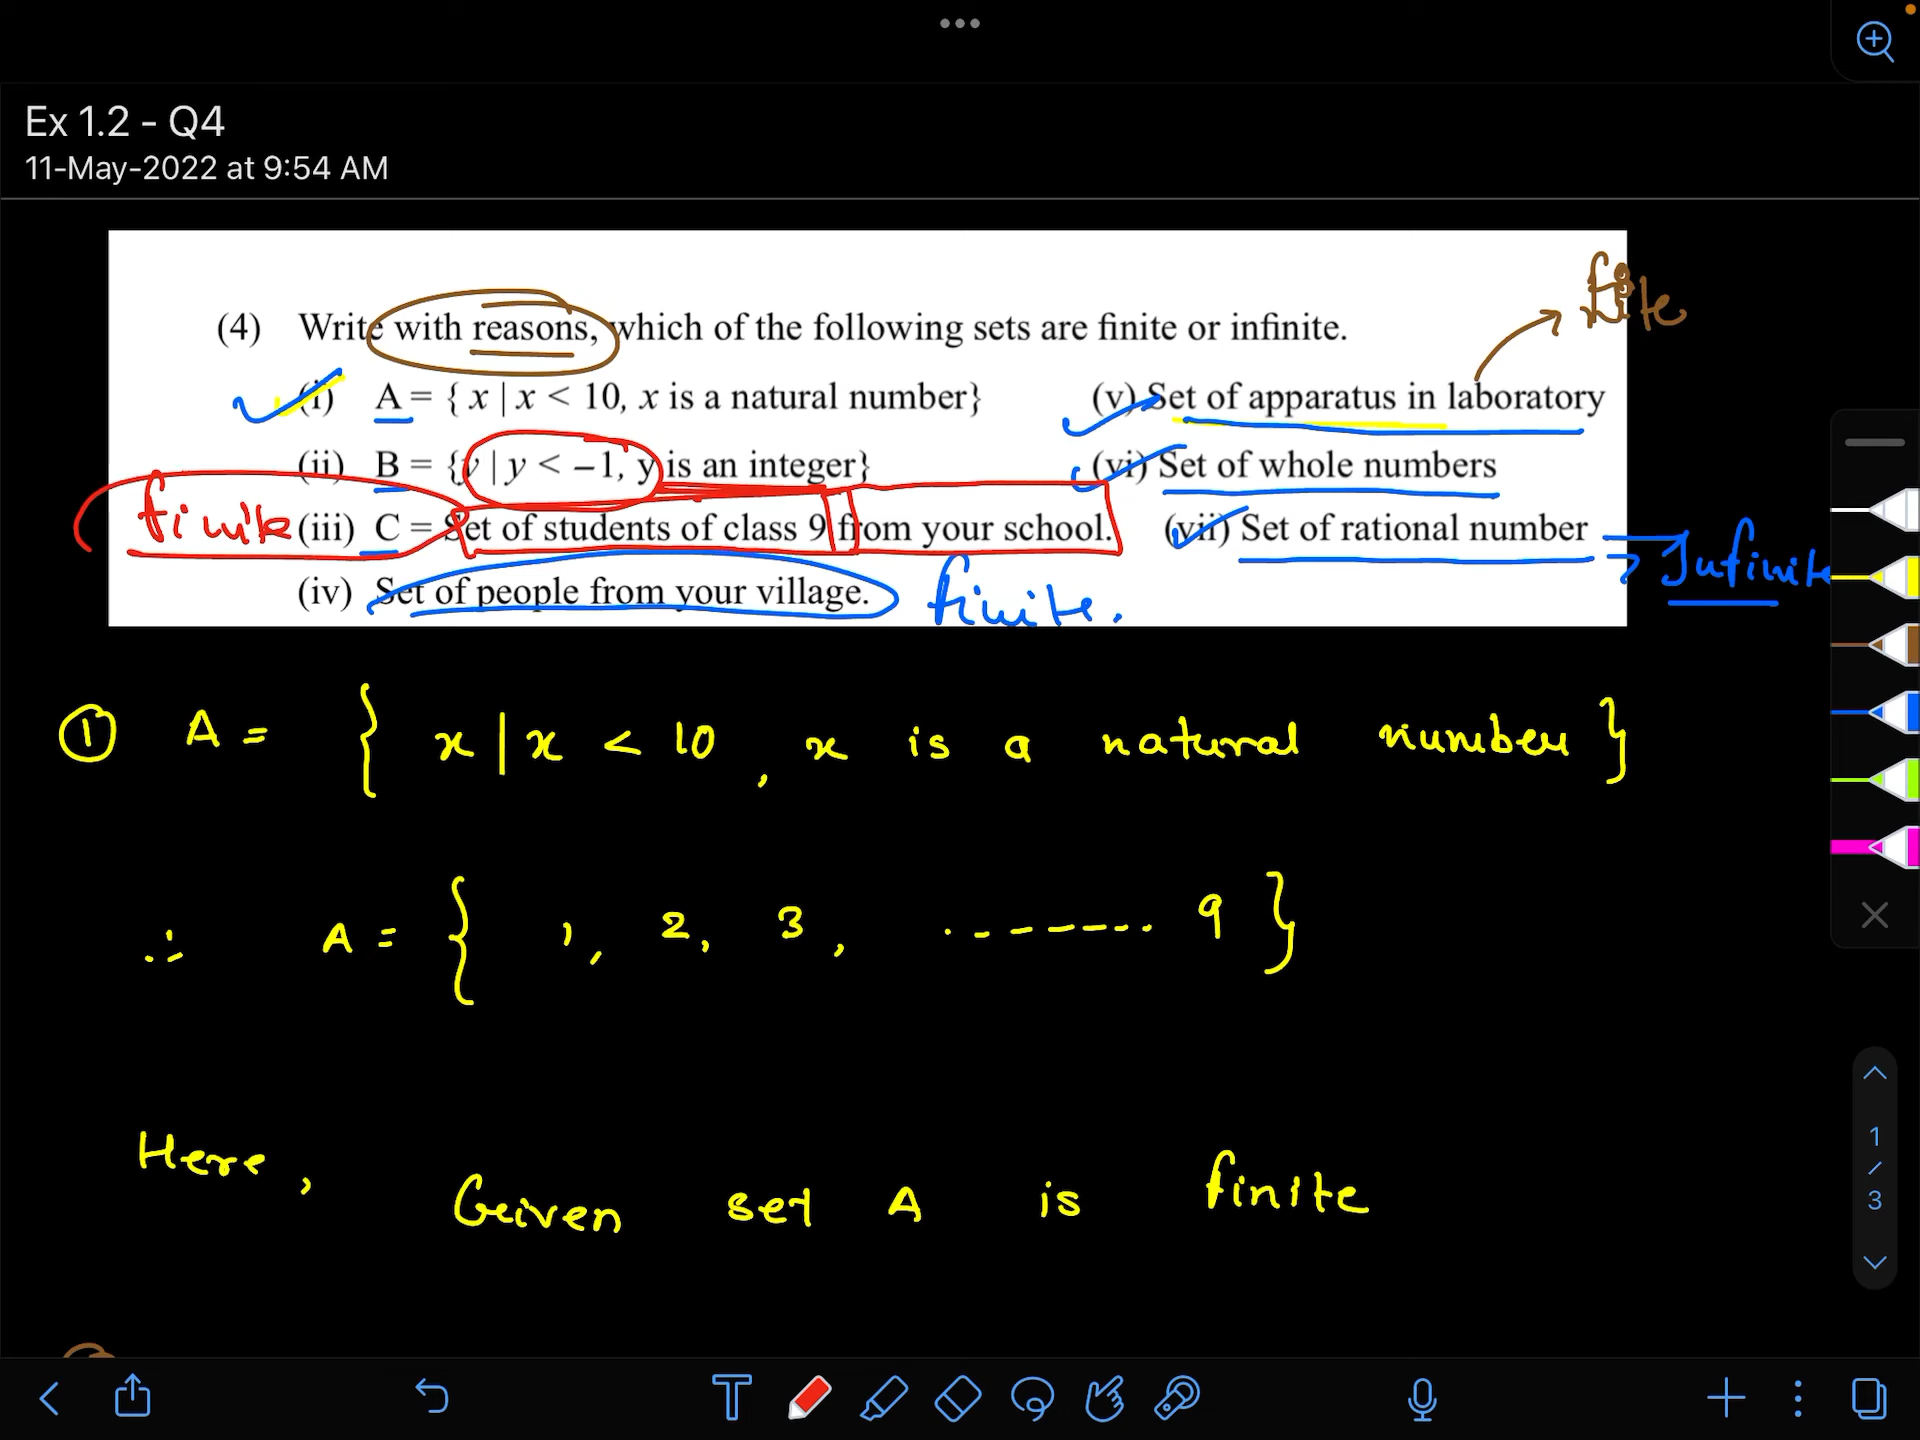 Ex 1.2 - Q4
11-May-2022 at 9:54 AM
(4) Write with reasons, which of the following sets are finite or infinite.
finite
(i) A = { x | x < 10, x is a natural number}
(v) Set of apparatus in laboratory
(ii) B = {y | y < –1, y is an integer}
(vi) Set of whole numbers
finite
(iii) C = Set of students of class 9 from your school.
(vii) Set of rational number
Infinite
(iv) Set of people from your village.
finite.
① A = { x | x < 10, x is a natural number }
∴ A = { 1, 2, 3, ------- 9 }
Here, Given set A is finite
1
/
3